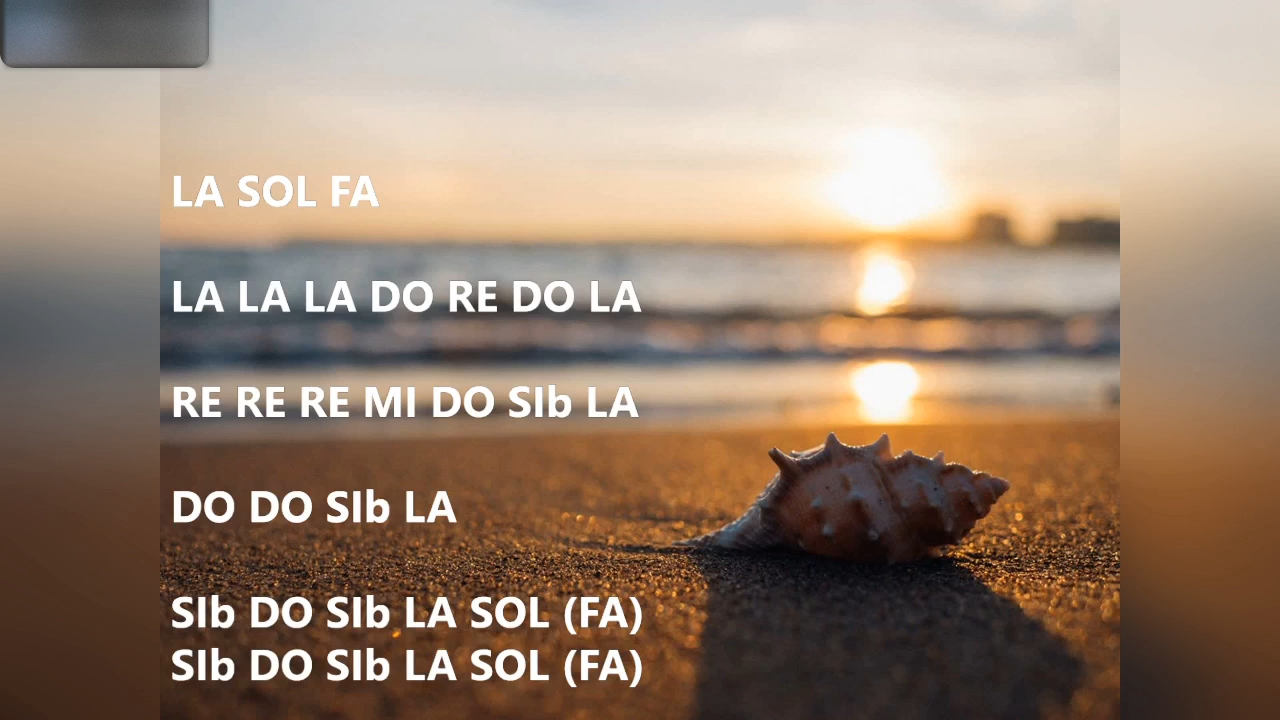 LA SOL FA
LA LA LA DO RE DO LA
RE RE RE MI DO SIb LA
DO DO SIb LA
SIb DO SIb LA SOL (FA)
SIb DO SIb LA SOL (FA)